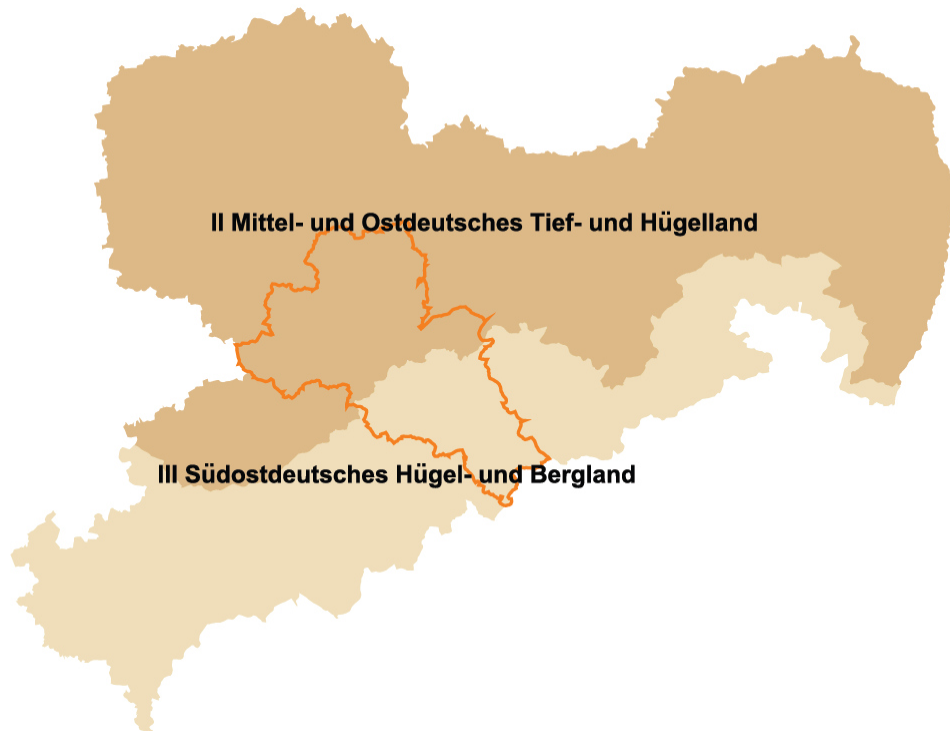 II Mittel- und Ostdeutsches Tief- und Hügelland
III Südostdeutsches Hügel- und Bergland